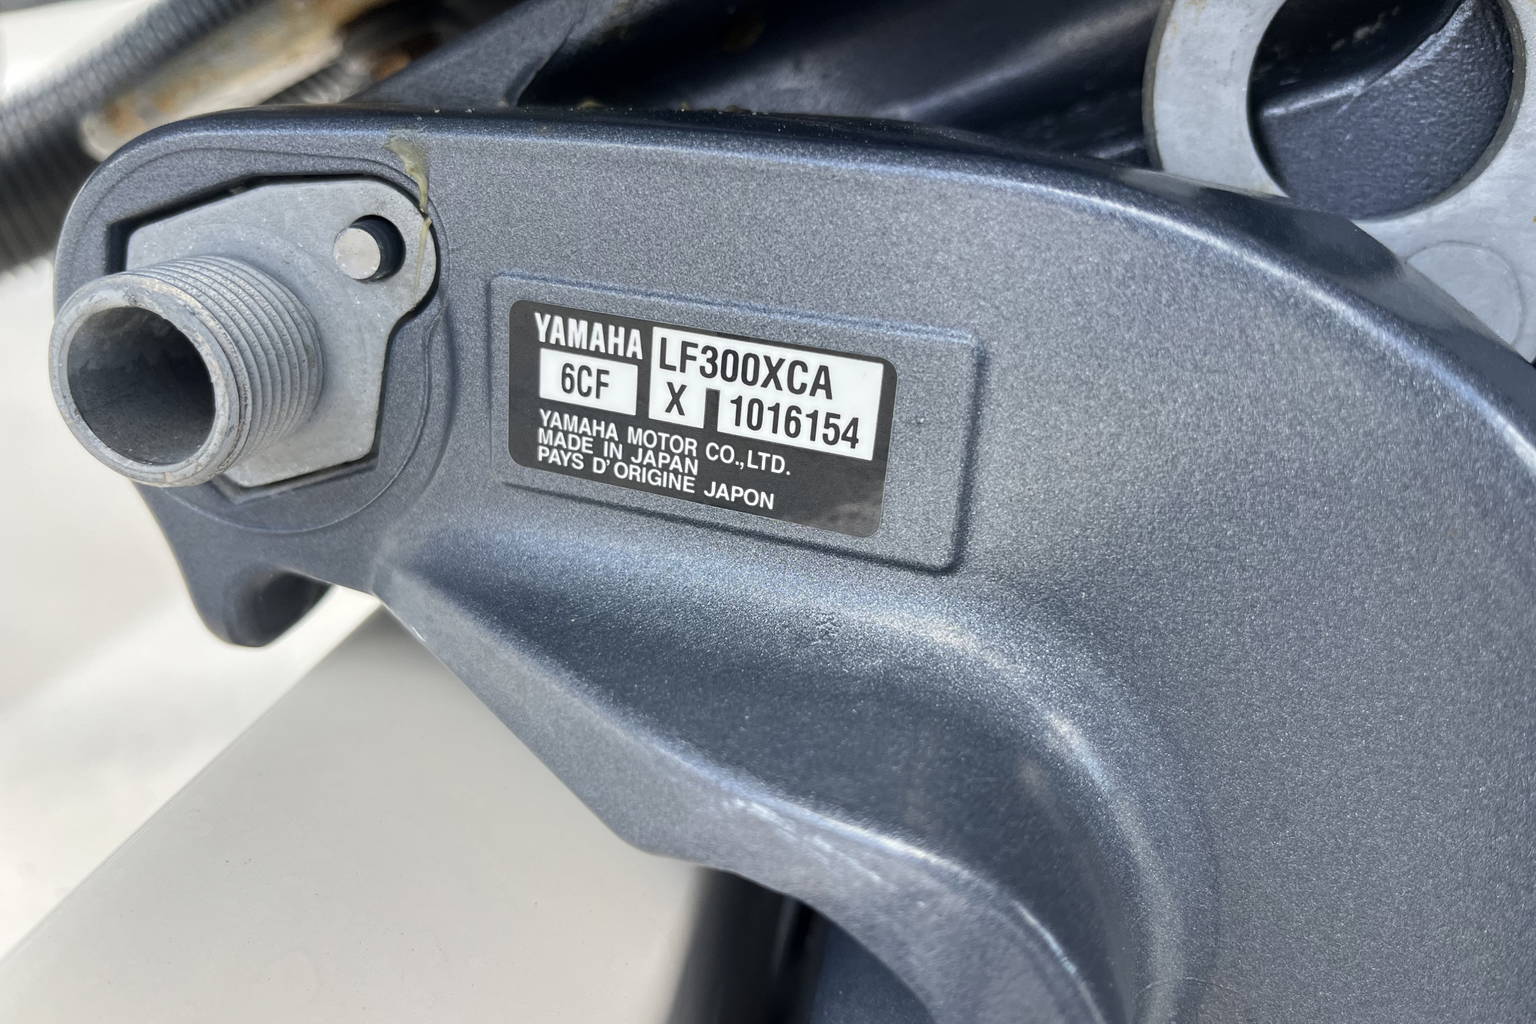 YAMAHA LF300XCA
6CF X 1016154
YAMAHA MOTOR CO.,LTD.
MADE IN JAPAN
PAYS D'ORIGINE JAPON